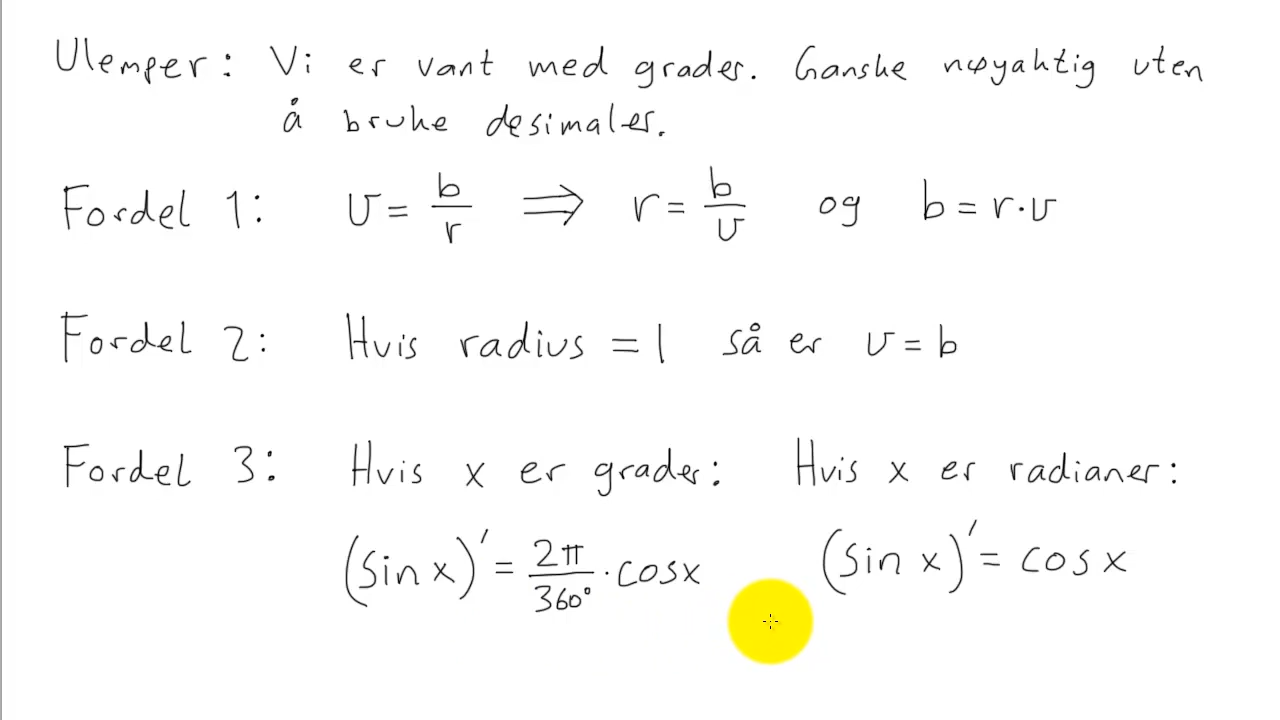 Ulemper: Vi er vant med grader. Ganske nøyaktig uten
å bruke desimaler.
Fordel 1: v = b/r ⟹ r = b/v og b = r·v
Fordel 2: Hvis radius = 1 så er v = b
Fordel 3: Hvis x er grader: Hvis x er radianer:
(sin x)' = 2π/360° · cos x (sin x)' = cos x